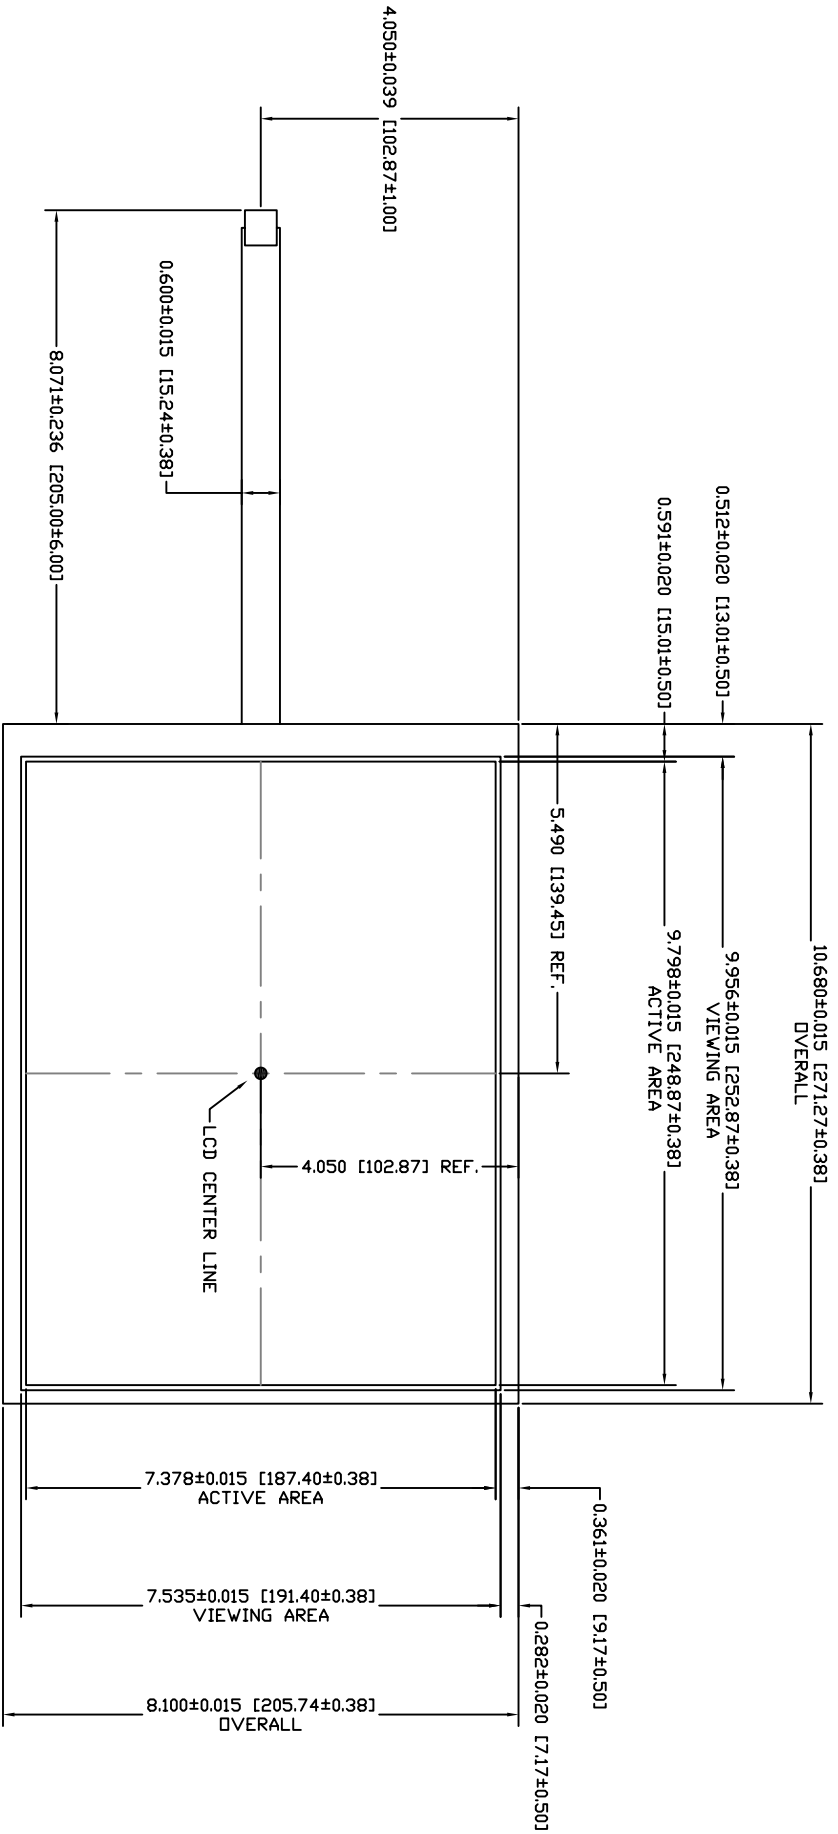 10.680±0.015 [271.27±0.38]
OVERALL
9.956±0.015 [252.87±0.38]
VIEWING AREA
9.798±0.015 [248.87±0.38]
ACTIVE AREA
0.512±0.020 [13.01±0.50]
0.591±0.020 [15.01±0.50]
5.490 [139.45] REF.
4.050±0.039 [102.87±1.00]
0.600±0.015 [15.24±0.38]
8.071±0.236 [205.00±6.00]
4.050 [102.87] REF.
LCD CENTER LINE
0.361±0.020 [9.17±0.50]
0.282±0.020 [7.17±0.50]
7.378±0.015 [187.40±0.38]
ACTIVE AREA
7.535±0.015 [191.40±0.38]
VIEWING AREA
8.100±0.015 [205.74±0.38]
OVERALL